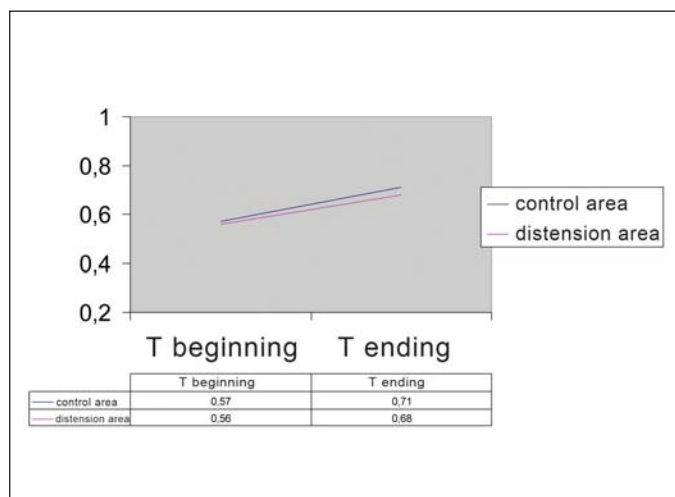 1
0,8
0,6
0,4
0,2
control area
distension area
T beginning T ending
T beginning T ending
control area 0,57 0,71
distension area 0,56 0,68